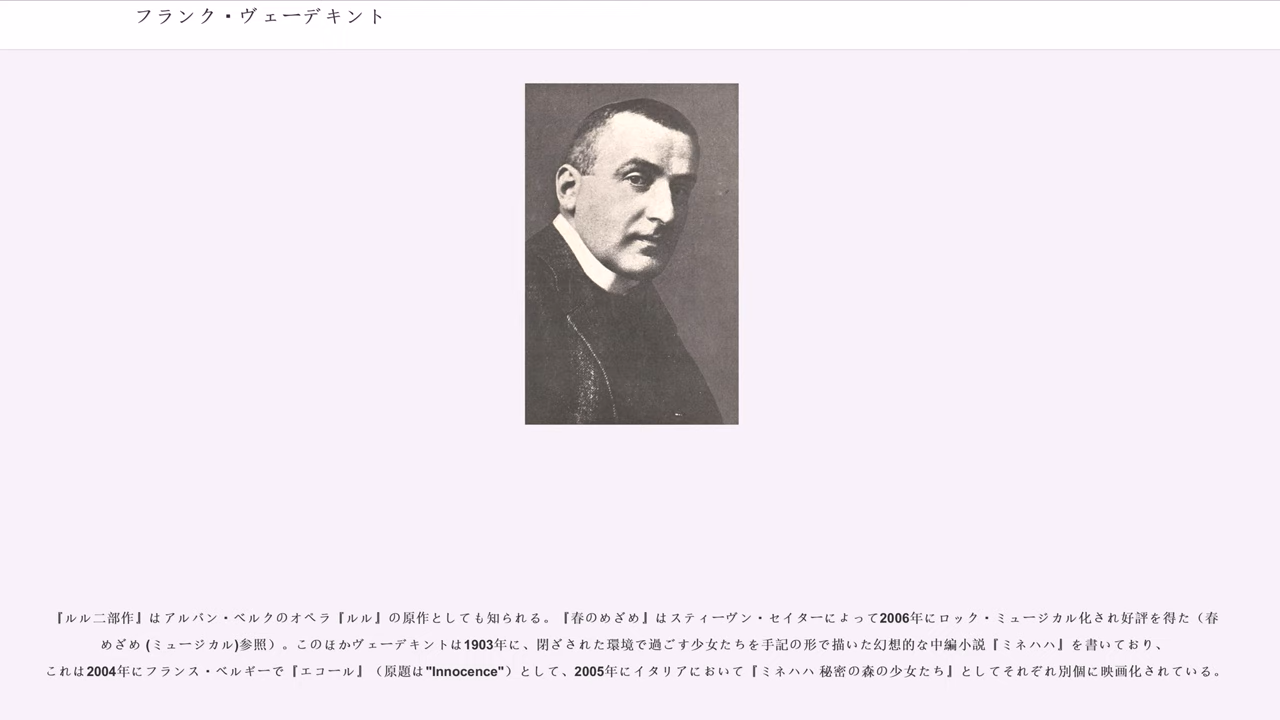 フランク・ヴェーデキント
『ルル二部作』はアルバン・ベルクのオペラ『ルル』の原作としても知られる。『春のめざめ』はスティーヴン・セイターによって2006年にロック・ミュージカル化され好評を得た（春
めざめ (ミュージカル)参照）。このほかヴェーデキントは1903年に、閉ざされた環境で過ごす少女たちを手記の形で描いた幻想的な中編小説『ミネハハ』を書いており、
これは2004年にフランス・ベルギーで『エコール』（原題は"Innocence"）として、2005年にイタリアにおいて『ミネハハ 秘密の森の少女たち』としてそれぞれ別個に映画化されている。